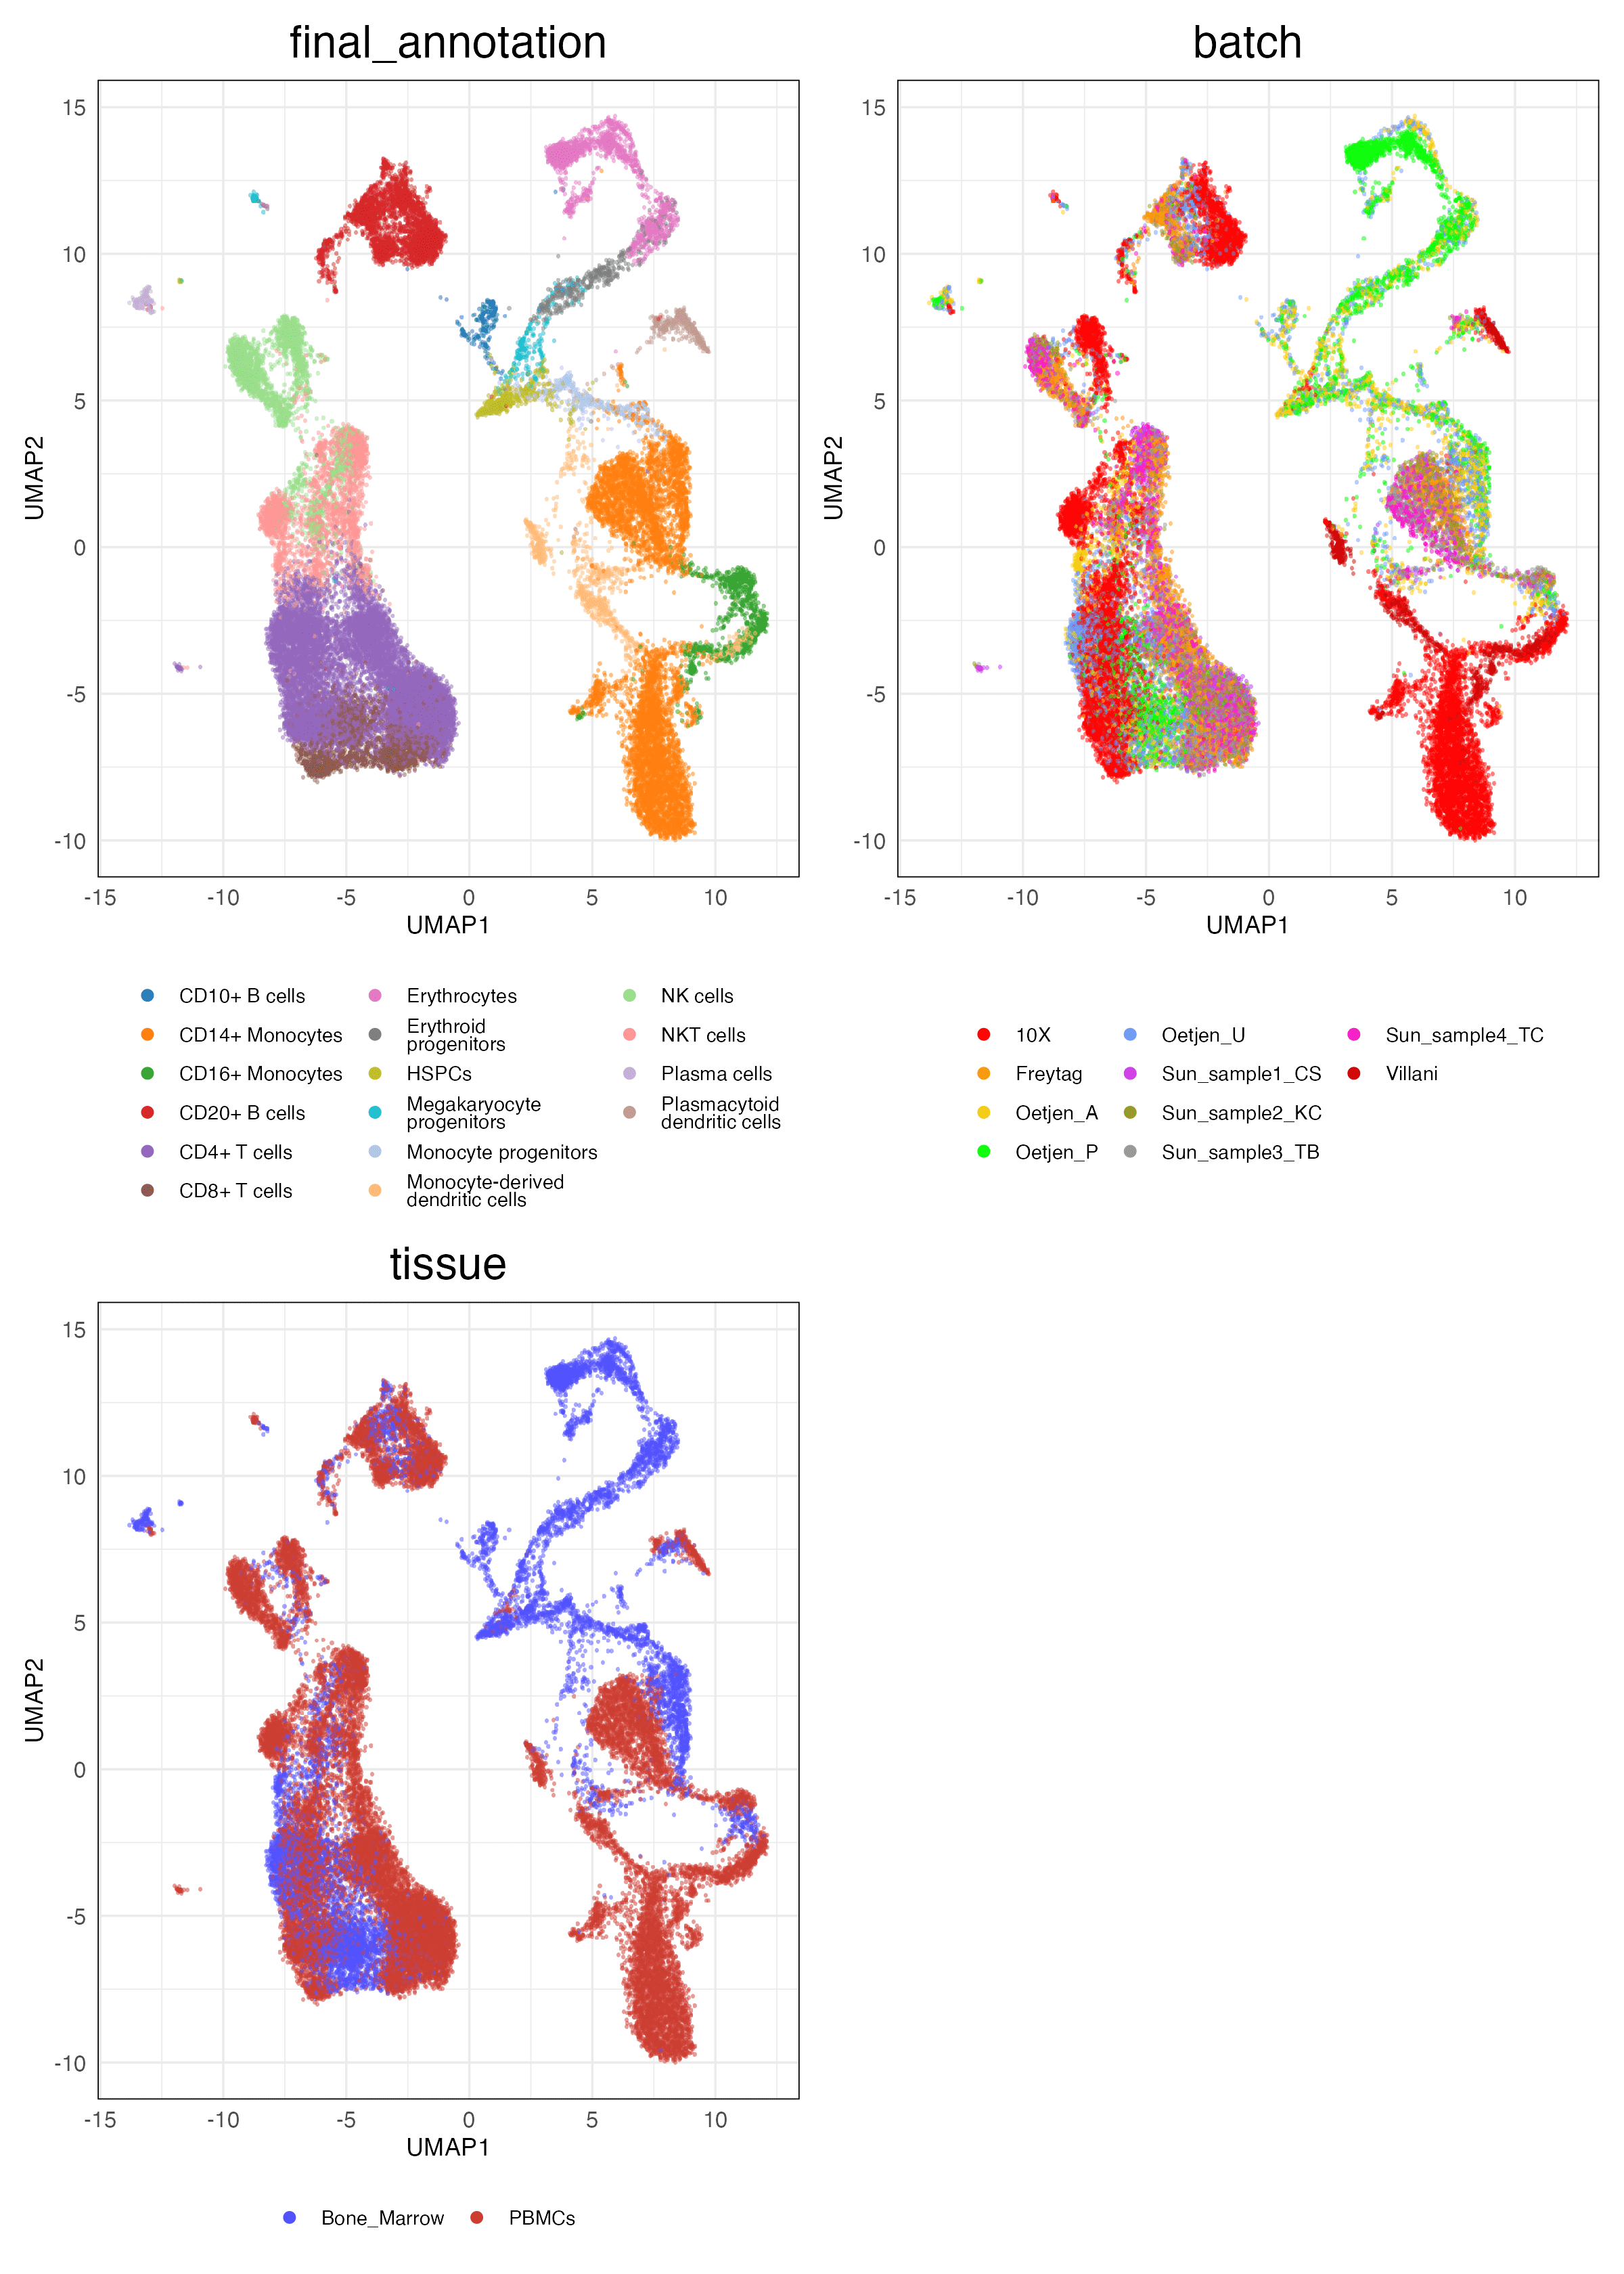 final_annotation
batch
15
10
5
0
-5
-10
UMAP2
-15
-10
-5
0
5
10
UMAP1
15
10
5
0
-5
-10
UMAP2
-15
-10
-5
0
5
10
UMAP1
CD10+ B cells
CD14+ Monocytes
CD16+ Monocytes
CD20+ B cells
CD4+ T cells
CD8+ T cells
Erythrocytes
Erythroid
progenitors
HSPCs
Megakaryocyte
progenitors
Monocyte progenitors
Monocyte-derived
dendritic cells
NK cells
NKT cells
Plasma cells
Plasmacytoid
dendritic cells
10X
Freytag
Oetjen_A
Oetjen_P
Oetjen_U
Sun_sample1_CS
Sun_sample2_KC
Sun_sample3_TB
Sun_sample4_TC
Villani
tissue
15
10
5
0
-5
-10
UMAP2
-15
-10
-5
0
5
10
UMAP1
Bone_Marrow
PBMCs